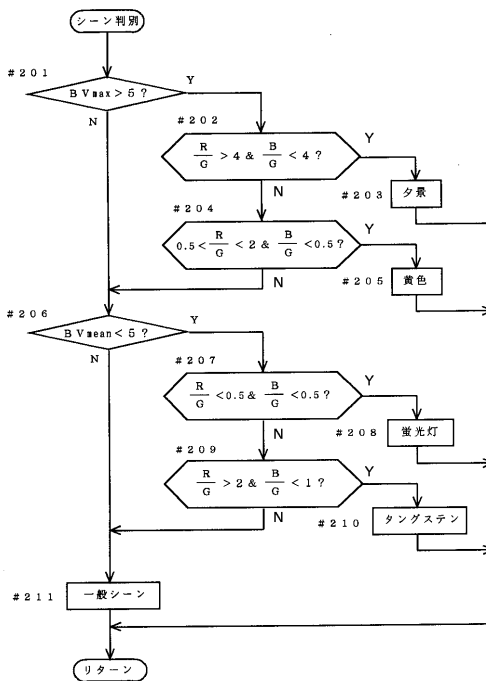 シーン判別
#201
BVmax>5?
Y
N
#202
R/G >4 & B/G <4?
Y
N
#203
夕景
#204
0.5< R/G <2 & B/G <0.5?
Y
N
#205
黄色
#206
BVmean<5?
Y
N
#207
R/G <0.5 & B/G <0.5?
Y
N
#208
蛍光灯
#209
R/G >2 & B/G <1?
Y
N
#210
タングステン
#211
一般シーン
リターン